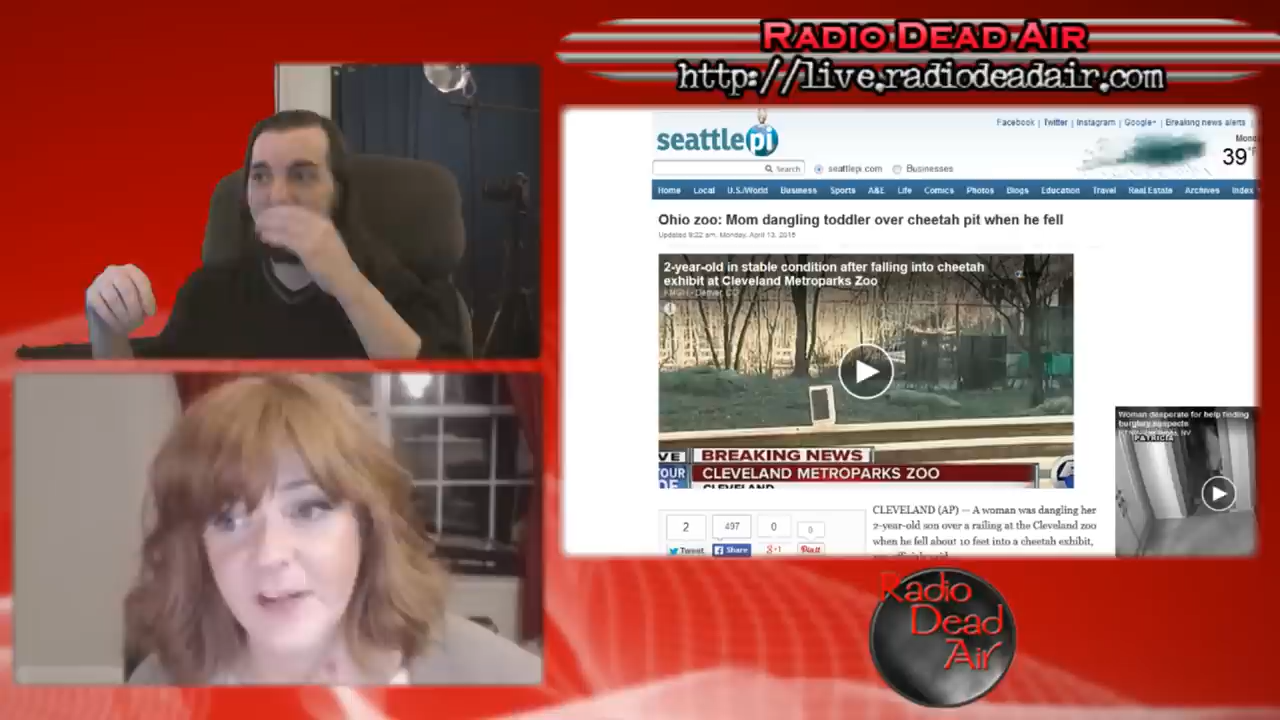 RADIO DEAD AIR
http://live.radiodeadair.com
Facebook | Twitter | Instagram | Google+ | Breaking news alerts |
seattlepi
39°F
Search
seattlepi.com
Businesses
Home Local U.S./World Business Sports A&E Life Comics Photos Blogs Education Travel Real Estate Archives Index
Ohio zoo: Mom dangling toddler over cheetah pit when he fell
Updated 9:22 am, Monday, April 13, 2015
2-year-old in stable condition after falling into cheetah
exhibit at Cleveland Metroparks Zoo
Denver, CO
BREAKING NEWS
CLEVELAND METROPARKS ZOO
CLEVELAND
Woman desperate for help finding
burglary suspects
PATRICIA
2 497 0 0
Tweet Share +1 Pin it
CLEVELAND (AP) — A woman was dangling her
2-year-old son over a railing at the Cleveland zoo
when he fell about 10 feet into a cheetah exhibit,
Radio
Dead
Air